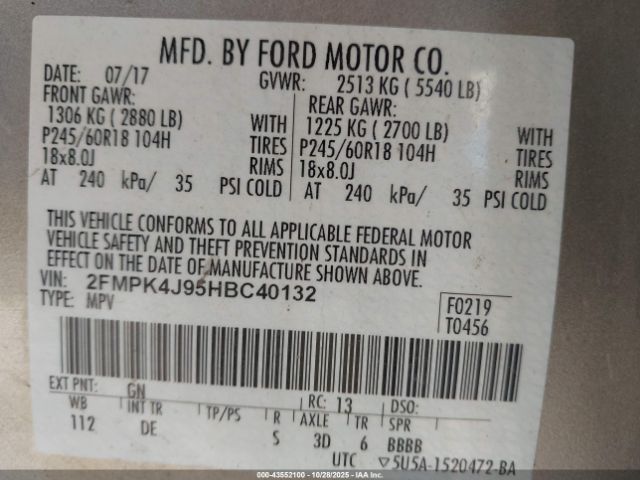 MFD. BY FORD MOTOR CO.
DATE: 07/17 GVWR: 2513 KG ( 5540 LB)
FRONT GAWR: REAR GAWR:
1306 KG ( 2880 LB) WITH 1225 KG ( 2700 LB) WITH
P245/60R18 104H TIRES P245/60R18 104H TIRES
18x8.0J RIMS 18x8.0J RIMS
AT 240 kPa/ 35 PSI COLD AT 240 kPa/ 35 PSI COLD
THIS VEHICLE CONFORMS TO ALL APPLICABLE FEDERAL MOTOR
VEHICLE SAFETY AND THEFT PREVENTION STANDARDS IN
EFFECT ON THE DATE OF MANUFACTURE SHOWN ABOVE.
VIN: 2FMPK4J95HBC40132 F0219
TYPE: MPV T0456
EXT PNT: GN RC: 13 DSO:
WB INT TR TP/PS R AXLE TR SPR
112 DE S 3D 6 BBBB
UTC ▽5U5A-1520472-BA
000-43552100 - 10/28/2025 - IAA Inc.